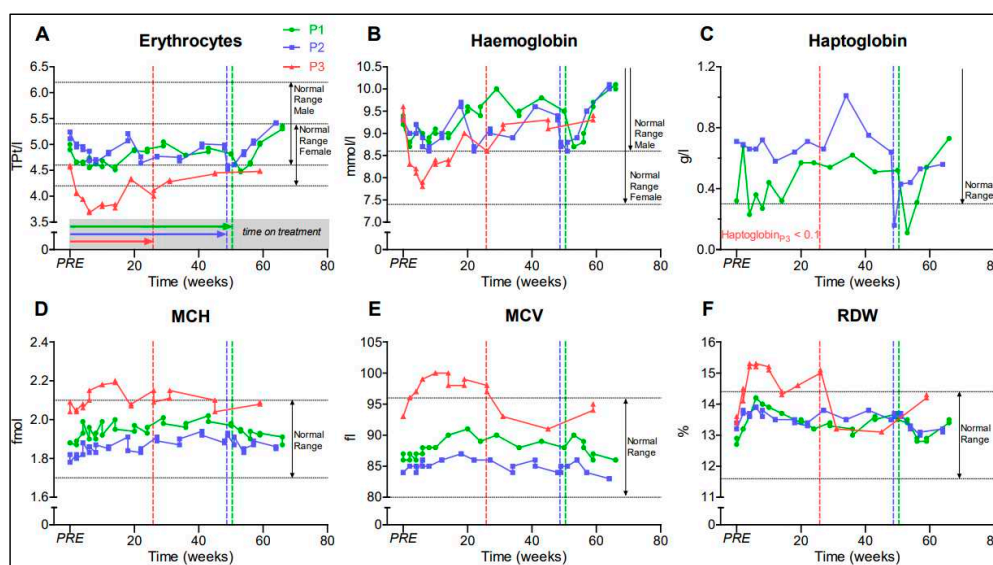 A
Erythrocytes
P1
P2
P3
TPt/l
6.5
6.0
5.5
5.0
4.5
4.0
3.5
0
Normal
Range
Male
Normal
Range
Female
time on treatment
PRE
20
40
60
80
Time (weeks)
B
Haemoglobin
mmol/l
10.5
10.0
9.5
9.0
8.5
8.0
7.5
7.0
0
Normal
Range Male
Normal
Range
Female
PRE
20
40
60
80
Time (weeks)
C
Haptoglobin
g/l
1.2
0.8
0.4
0.0
Normal
Range
Haptoglobin P3 < 0.1
PRE
20
40
60
80
Time (weeks)
D
MCH
fmol
2.4
2.2
2.0
1.8
1.6
0
Normal
Range
PRE
20
40
60
80
Time (weeks)
E
MCV
fl
105
100
95
90
85
80
0
Normal
Range
PRE
20
40
60
80
Time (weeks)
F
RDW
%
16
15
14
13
12
11
0
Normal
Range
PRE
20
40
60
80
Time (weeks)